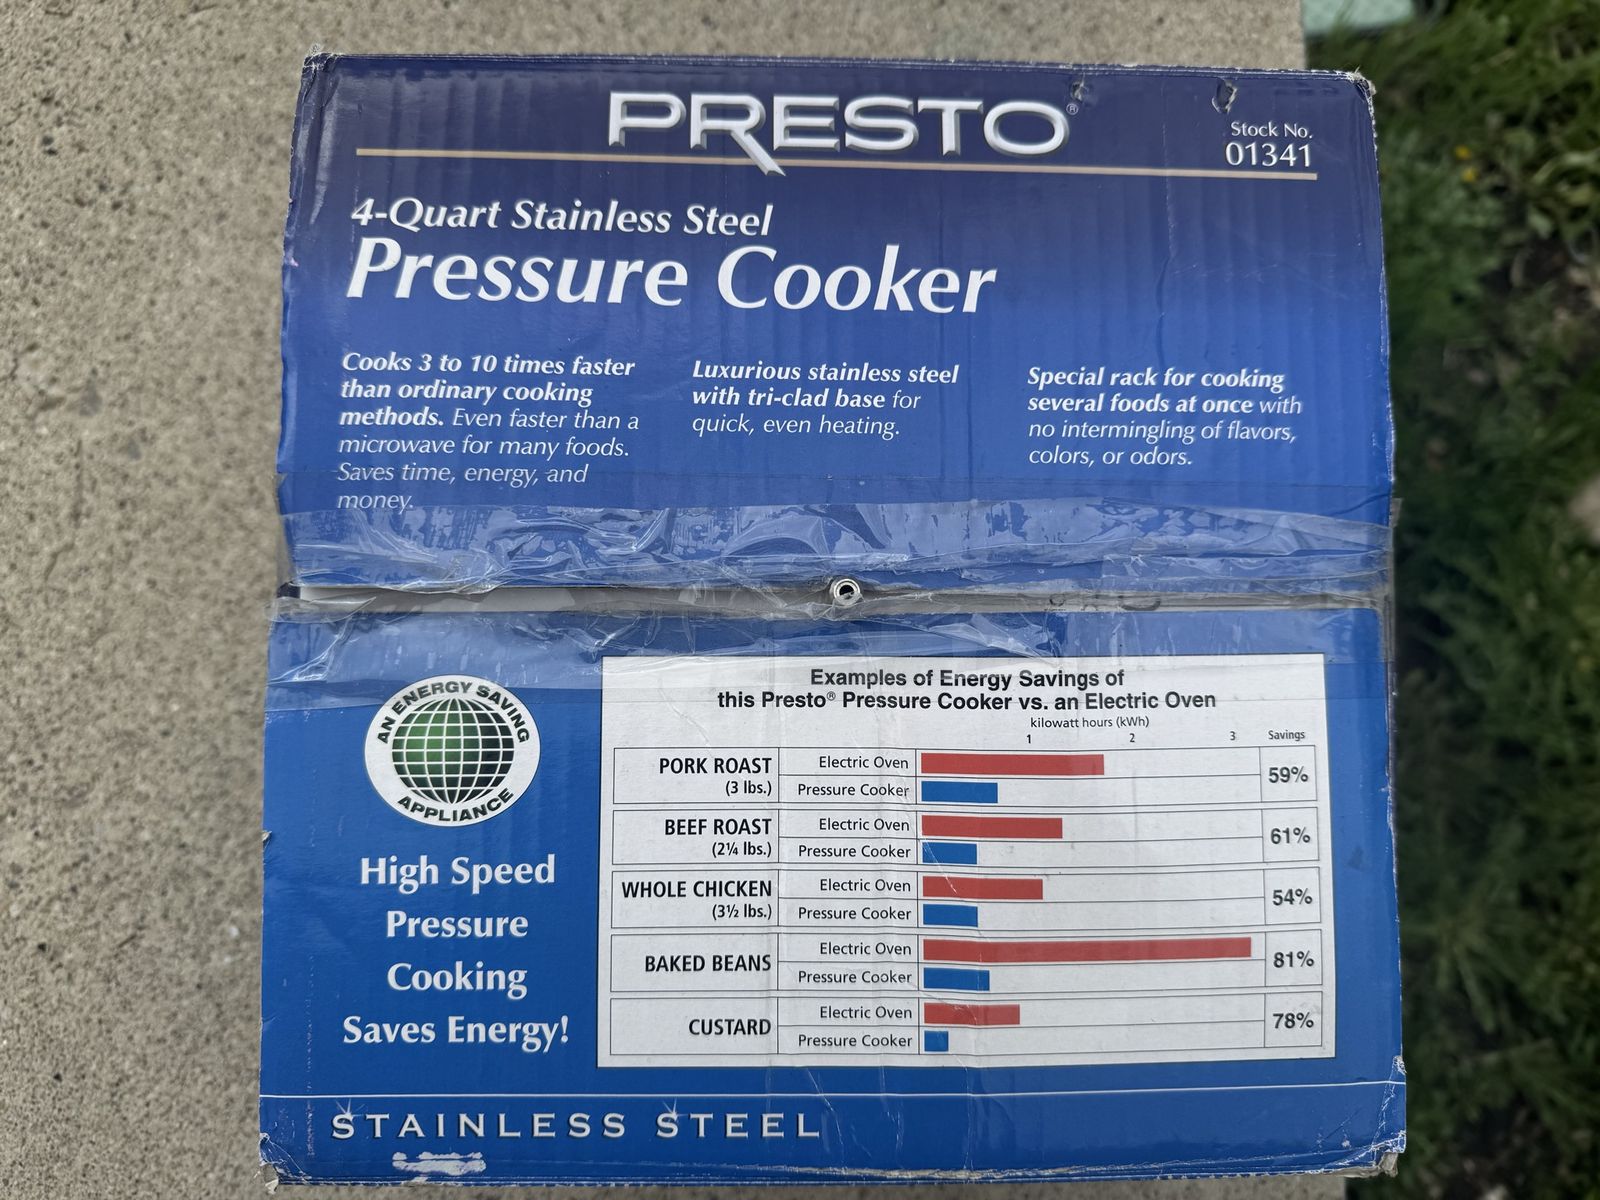 PRESTO®
Stock No.
01341
4-Quart Stainless Steel
Pressure Cooker
Cooks 3 to 10 times faster
than ordinary cooking
methods. Even faster than a
microwave for many foods.
Saves time, energy, and
money.
Luxurious stainless steel
with tri-clad base for
quick, even heating.
Special rack for cooking
several foods at once with
no intermingling of flavors,
colors, or odors.
AN ENERGY SAVING
APPLIANCE
High Speed
Pressure
Cooking
Saves Energy!
Examples of Energy Savings of
this Presto® Pressure Cooker vs. an Electric Oven
kilowatt hours (kWh)
1 2 3 Savings
PORK ROAST
(3 lbs.)
Electric Oven
Pressure Cooker
59%
BEEF ROAST
(2¼ lbs.)
Electric Oven
Pressure Cooker
61%
WHOLE CHICKEN
(3½ lbs.)
Electric Oven
Pressure Cooker
54%
BAKED BEANS
Electric Oven
Pressure Cooker
81%
CUSTARD
Electric Oven
Pressure Cooker
78%
STAINLESS STEEL